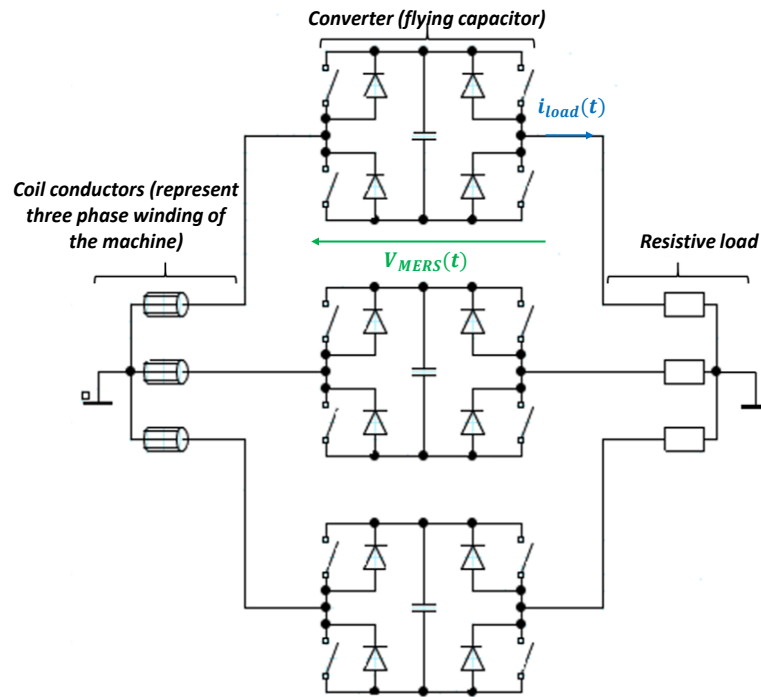 Converter (flying capacitor)
i_load(t)
Coil conductors (represent
three phase winding of
the machine)
V_MERS(t)
Resistive load